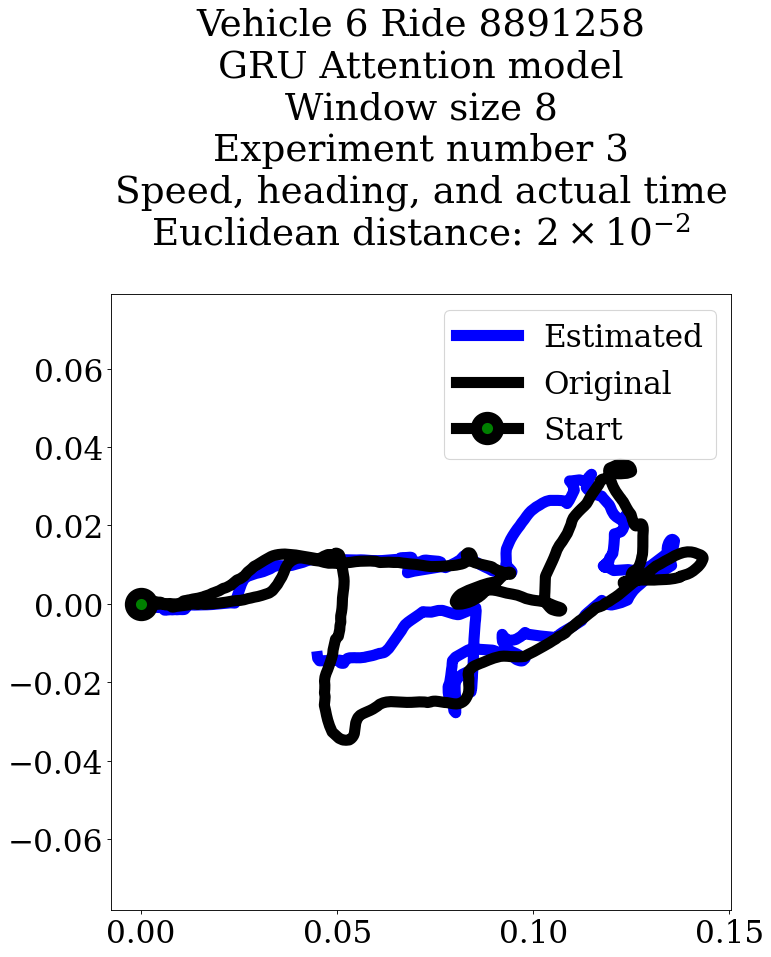 Vehicle 6 Ride 8891258
GRU Attention model
Window size 8
Experiment number 3
Speed, heading, and actual time
Euclidean distance: 2 × 10⁻²
Estimated
Original
Start
0.06
0.04
0.02
0.00
−0.02
−0.04
−0.06
0.00 0.05 0.10 0.15